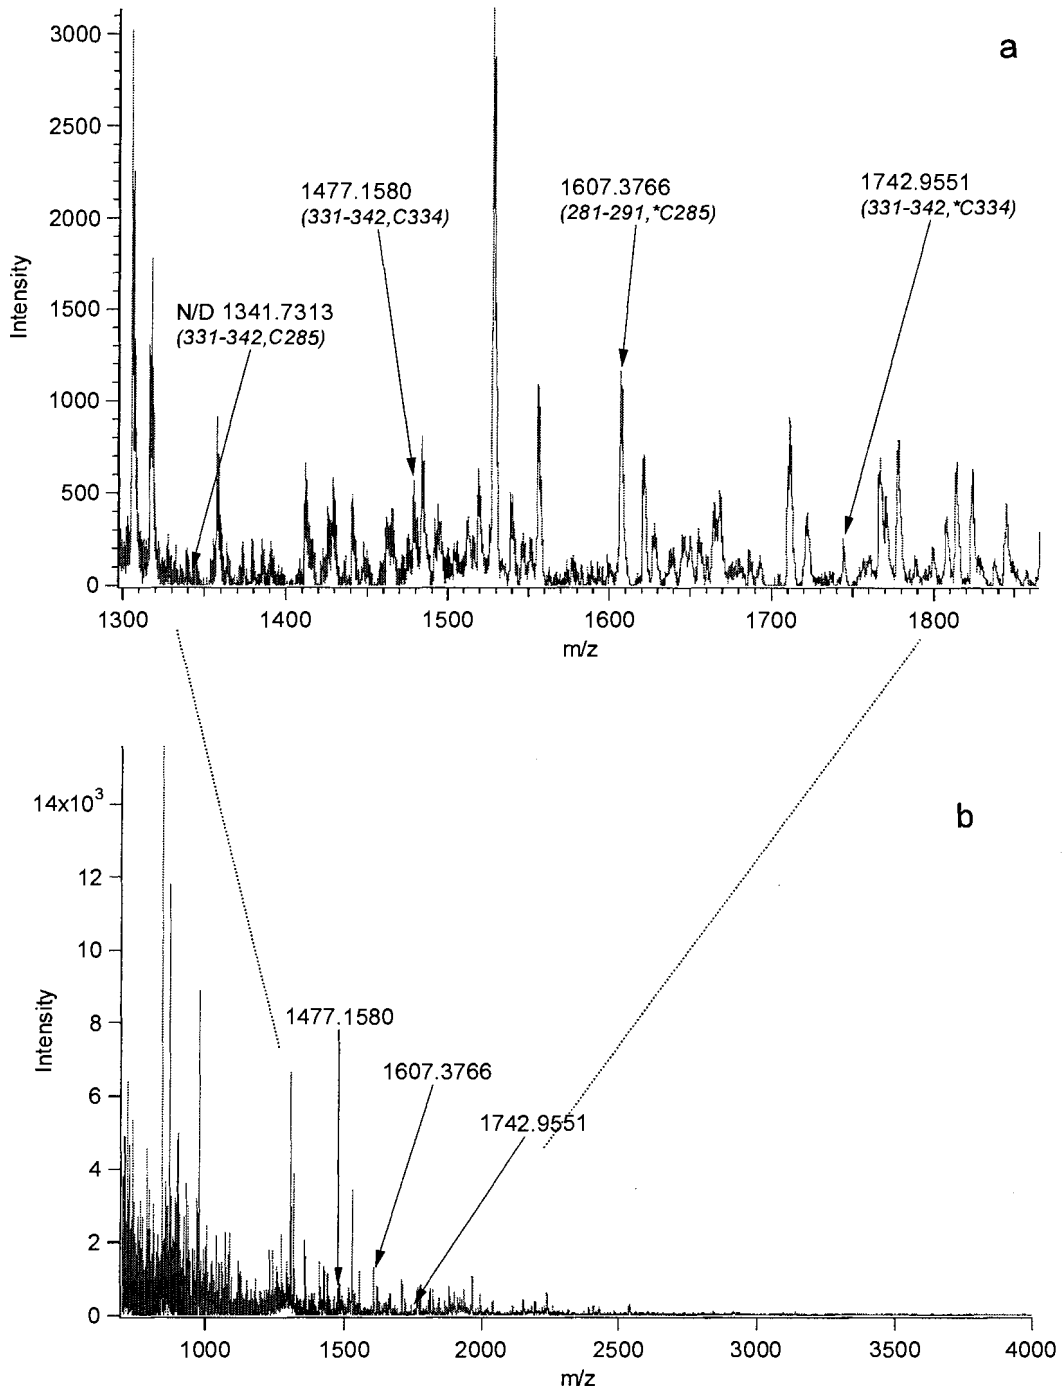 a
3000
2500
2000
1500
1000
500
0
Intensity
1477.1580
(331-342,C334)
1607.3766
(281-291,*C285)
1742.9551
(331-342,*C334)
N/D 1341.7313
(331-342,C285)
1300 1400 1500 1600 1700 1800
m/z
b
14x10³
12
10
8
6
4
2
0
Intensity
1477.1580
1607.3766
1742.9551
1000 1500 2000 2500 3000 3500 4000
m/z